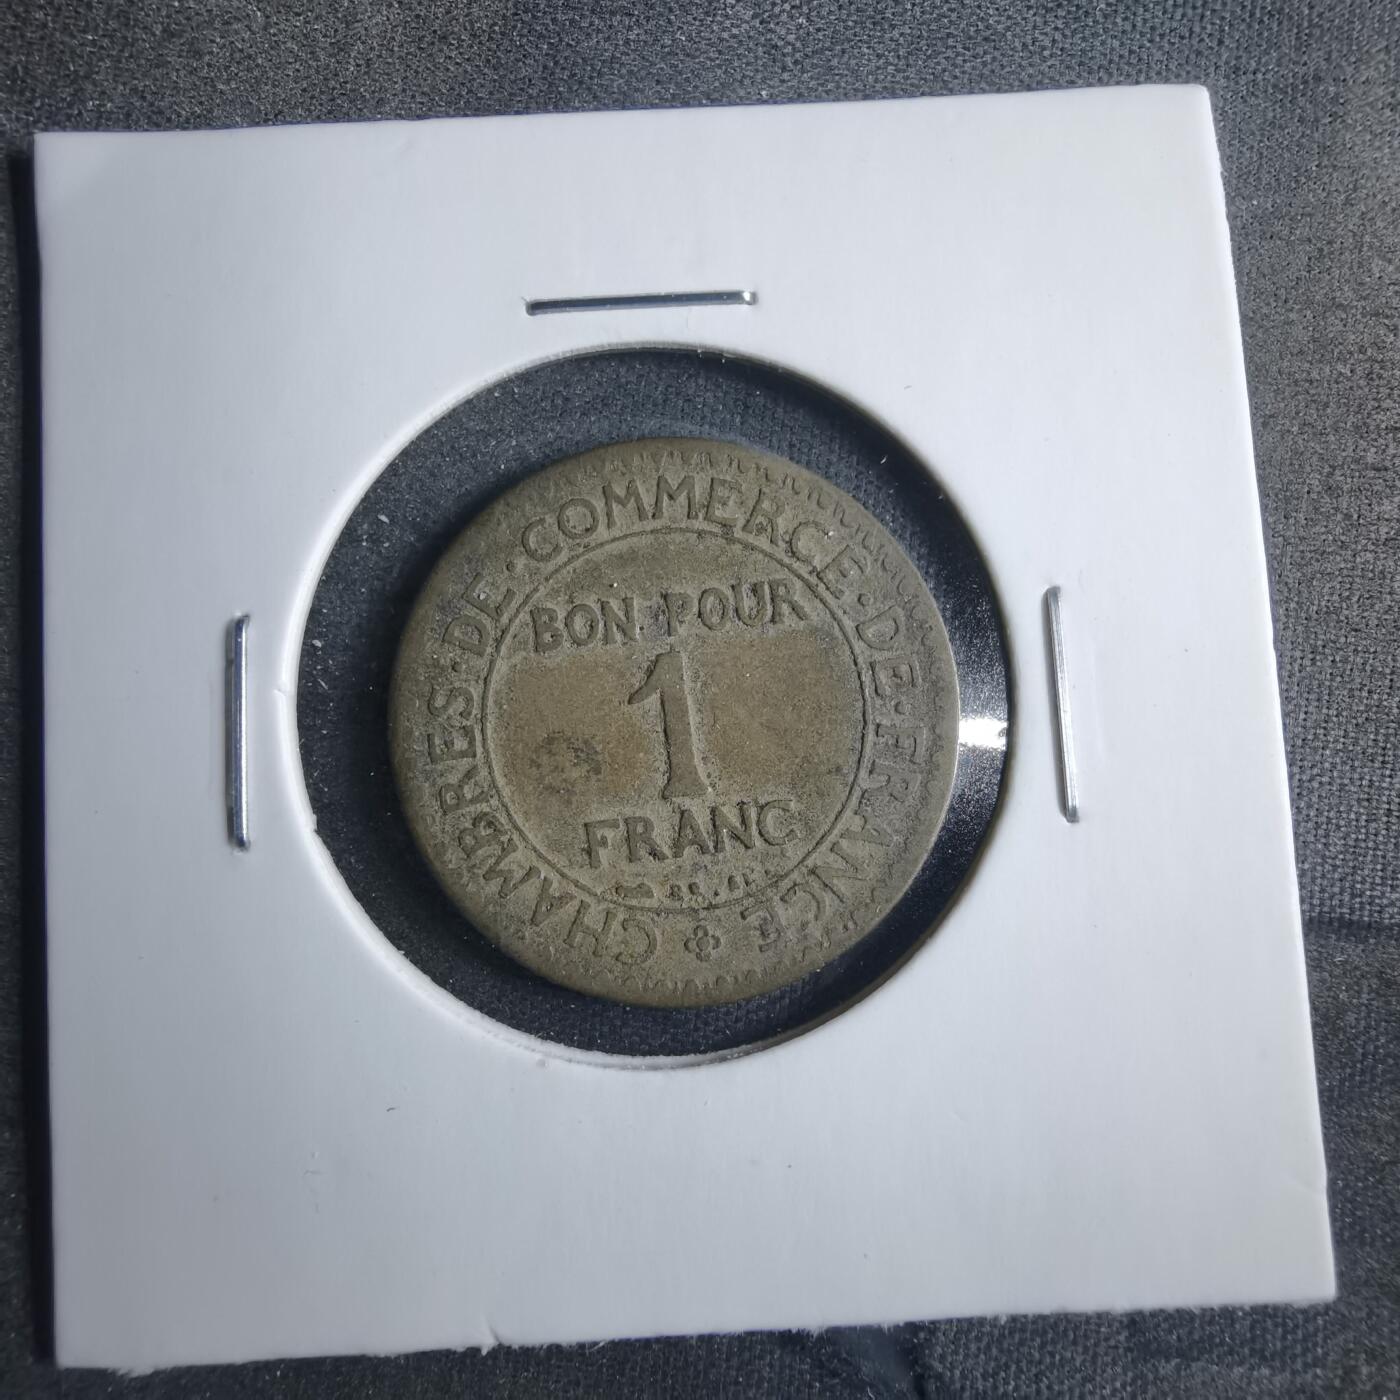 CHAMBRES · DE · COMMERCE · DE · FRANCE
BON POUR
1
FRANC